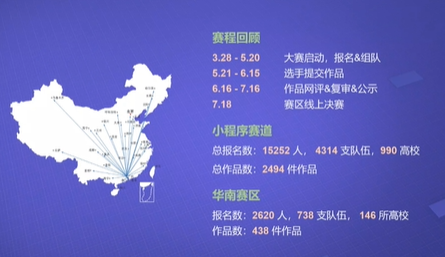 赛程回顾
3.28 - 5.20 大赛启动，报名&组队
5.21 - 6.15 选手提交作品
6.16 - 7.16 作品网评&复审&公示
7.18 赛区线上决赛
小程序赛道
总报名数：15252 人，4314 支队伍，990 高校
总作品数：2494 件作品
华南赛区
报名数：2620 人，738 支队伍，146 所高校
作品数：438 件作品